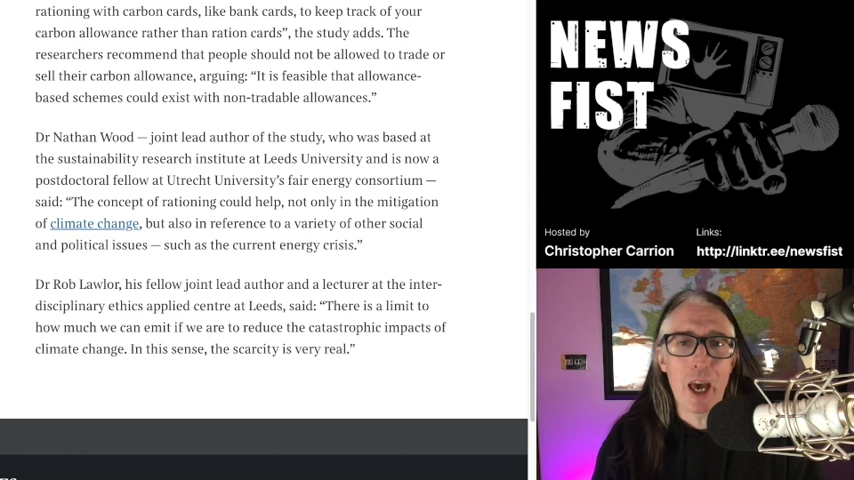 rationing with carbon cards, like bank cards, to keep track of your
carbon allowance rather than ration cards”, the study adds. The
researchers recommend that people should not be allowed to trade or
sell their carbon allowance, arguing: “It is feasible that allowance-
based schemes could exist with non-tradable allowances.”
Dr Nathan Wood — joint lead author of the study, who was based at
the sustainability research institute at Leeds University and is now a
postdoctoral fellow at Utrecht University’s fair energy consortium —
said: “The concept of rationing could help, not only in the mitigation
of climate change, but also in reference to a variety of other social
and political issues — such as the current energy crisis.”
Dr Rob Lawlor, his fellow joint lead author and a lecturer at the inter-
disciplinary ethics applied centre at Leeds, said: “There is a limit to
how much we can emit if we are to reduce the catastrophic impacts of
climate change. In this sense, the scarcity is very real.”
NEWS
FIST
Hosted by
Christopher Carrion
Links:
http://linktr.ee/newsfist